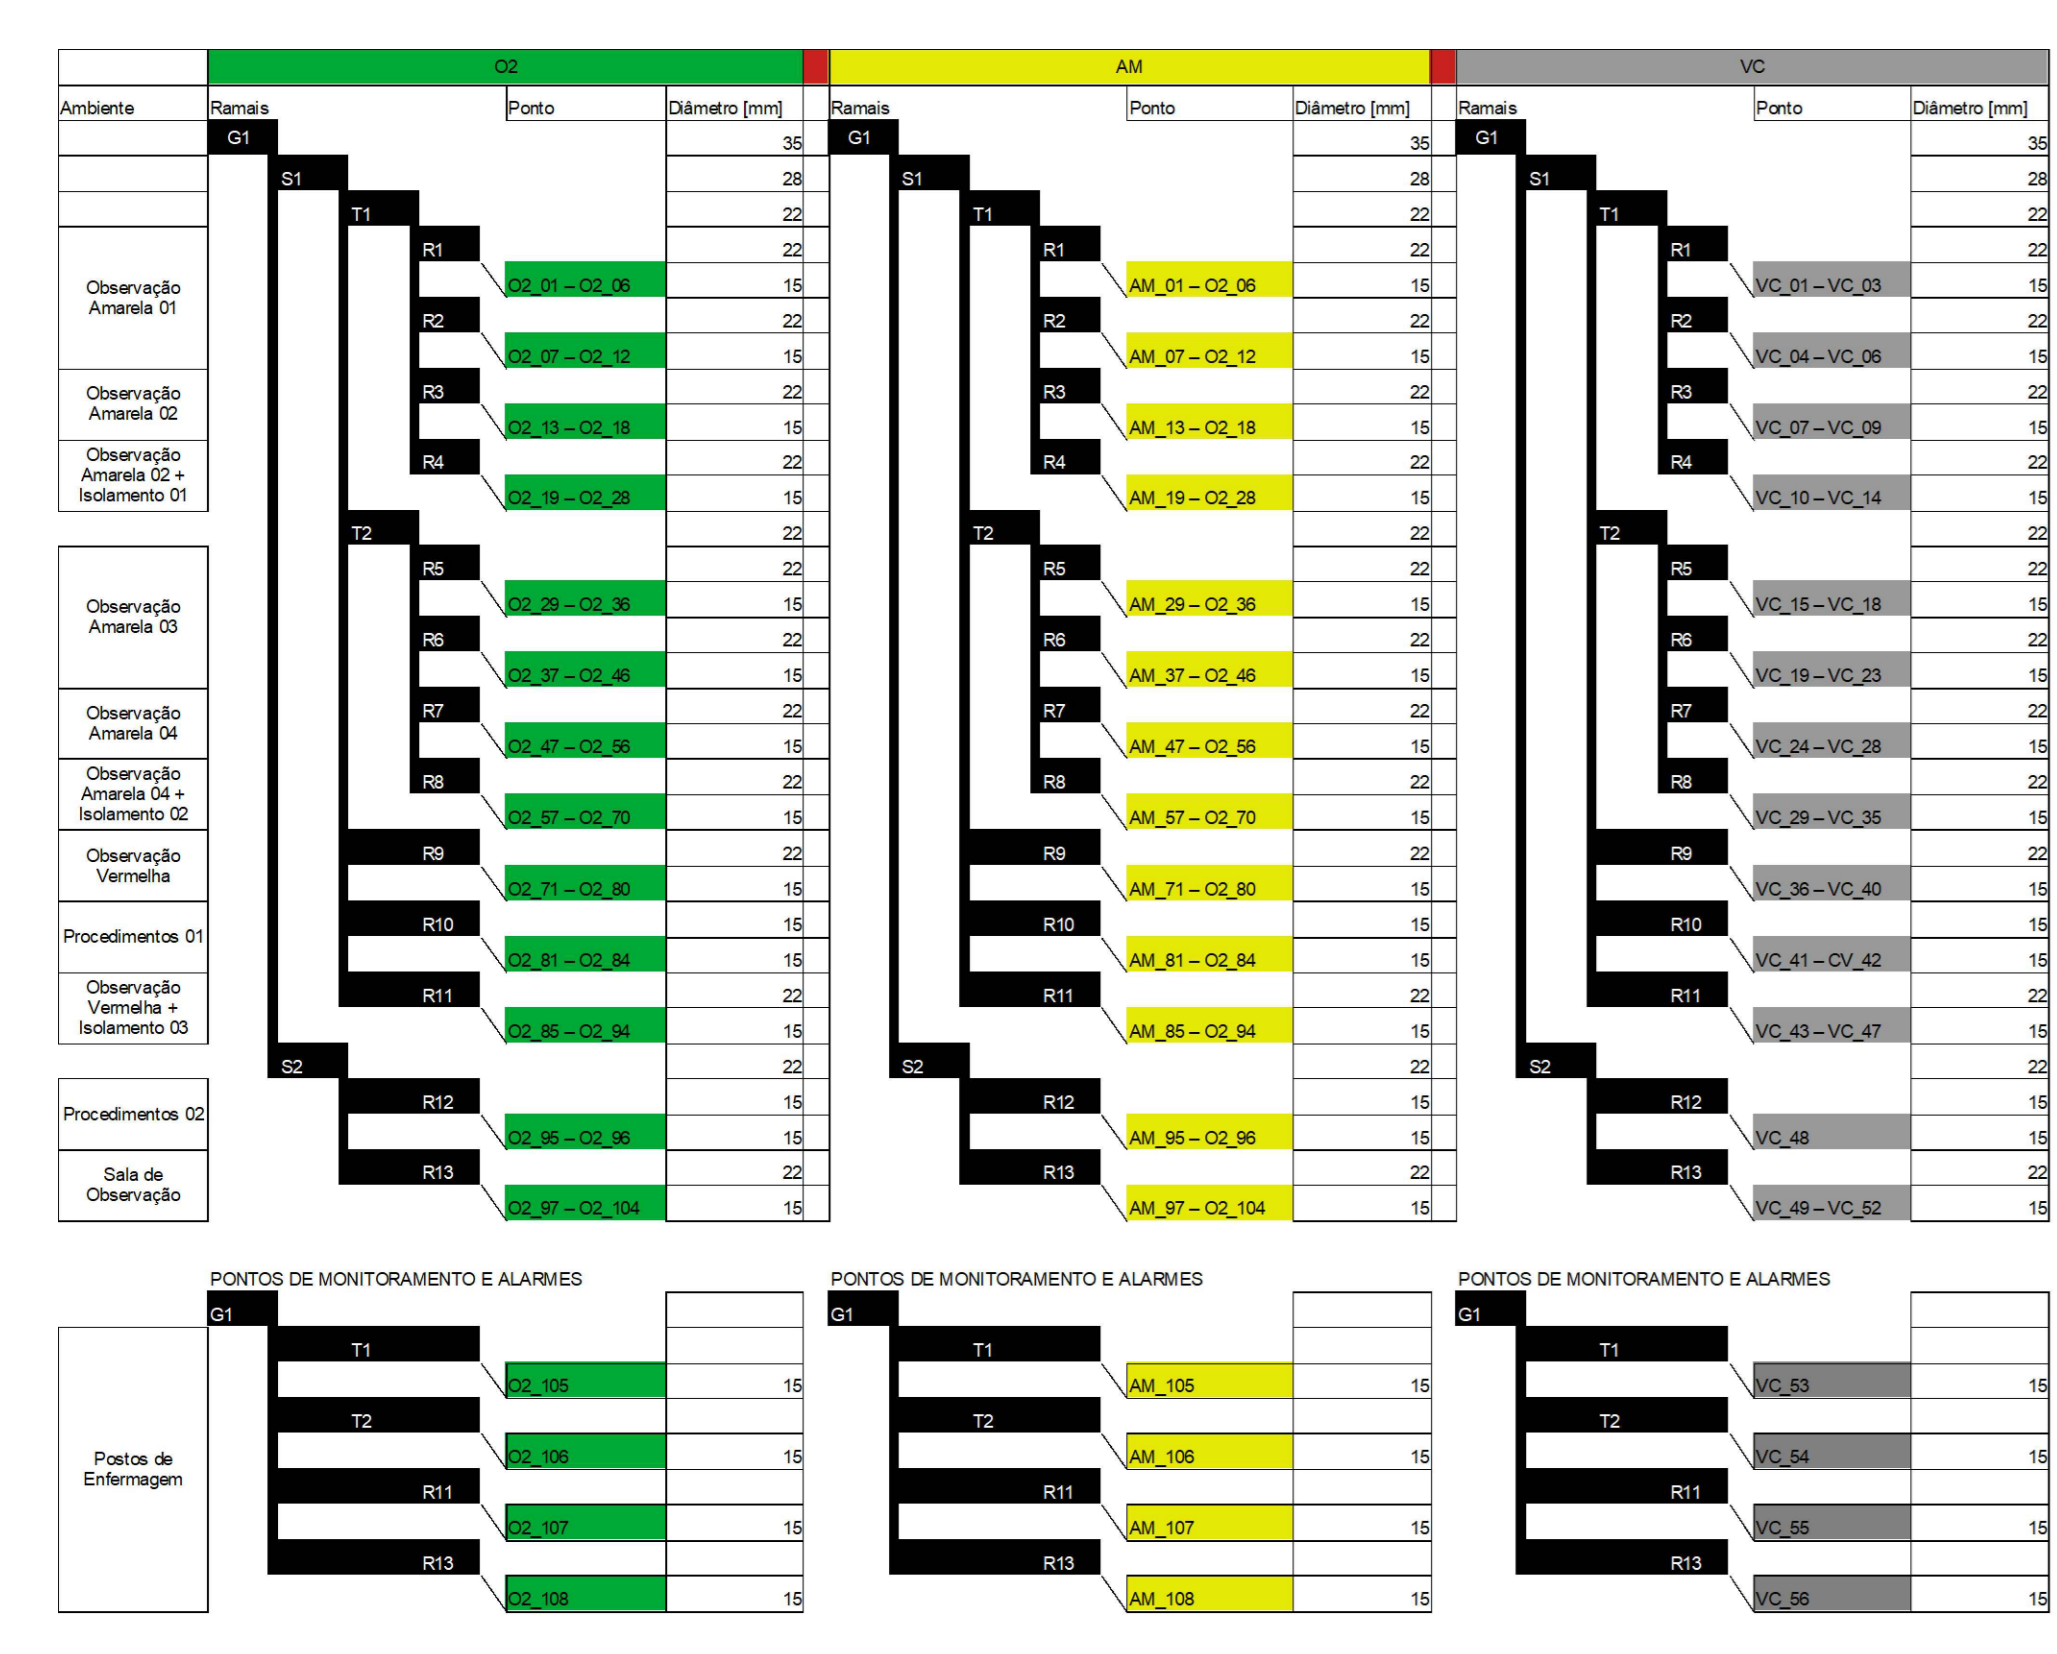 O2 AM VC
Ambiente Ramais Ponto Diâmetro [mm] Ramais Ponto Diâmetro [mm] Ramais Ponto Diâmetro [mm]
G1 35 G1 35 G1 35
S1 28 S1 28 S1 28
T1 22 T1 22 T1 22
R1 22 R1 22 R1 22
Observação
Amarela 01
O2_01 – O2_06 15 AM_01 – O2_06 15 VC_01 – VC_03 15
R2 22 R2 22 R2 22
O2_07 – O2_12 15 AM_07 – O2_12 15 VC_04 – VC_06 15
Observação
Amarela 02
R3 22 R3 22 R3 22
O2_13 – O2_18 15 AM_13 – O2_18 15 VC_07 – VC_09 15
Observação
Amarela 02 +
Isolamento 01
R4 22 R4 22 R4 22
O2_19 – O2_28 15 AM_19 – O2_28 15 VC_10 – VC_14 15
T2 22 T2 22 T2 22
R5 22 R5 22 R5 22
Observação
Amarela 03
O2_29 – O2_36 15 AM_29 – O2_36 15 VC_15 – VC_18 15
R6 22 R6 22 R6 22
O2_37 – O2_46 15 AM_37 – O2_46 15 VC_19 – VC_23 15
Observação
Amarela 04
R7 22 R7 22 R7 22
O2_47 – O2_56 15 AM_47 – O2_56 15 VC_24 – VC_28 15
Observação
Amarela 04 +
Isolamento 02
R8 22 R8 22 R8 22
O2_57 – O2_70 15 AM_57 – O2_70 15 VC_29 – VC_35 15
Observação
Vermelha
R9 22 R9 22 R9 22
O2_71 – O2_80 15 AM_71 – O2_80 15 VC_36 – VC_40 15
Procedimentos 01
R10 15 R10 15 R10 15
O2_81 – O2_84 15 AM_81 – O2_84 15 VC_41 – CV_42 15
Observação
Vermelha +
Isolamento 03
R11 22 R11 22 R11 22
O2_85 – O2_94 15 AM_85 – O2_94 15 VC_43 – VC_47 15
S2 22 S2 22 S2 22
Procedimentos 02
R12 15 R12 15 R12 15
O2_95 – O2_96 15 AM_95 – O2_96 15 VC_48 15
Sala de
Observação
R13 22 R13 22 R13 22
O2_97 – O2_104 15 AM_97 – O2_104 15 VC_49 – VC_52 15
PONTOS DE MONITORAMENTO E ALARMES PONTOS DE MONITORAMENTO E ALARMES PONTOS DE MONITORAMENTO E ALARMES
G1 G1 G1
T1 T1 T1
O2_105 15 AM_105 15 VC_53 15
T2 T2 T2
Postos de
Enfermagem
O2_106 15 AM_106 15 VC_54 15
R11 R11 R11
O2_107 15 AM_107 15 VC_55 15
R13 R13 R13
O2_108 15 AM_108 15 VC_56 15